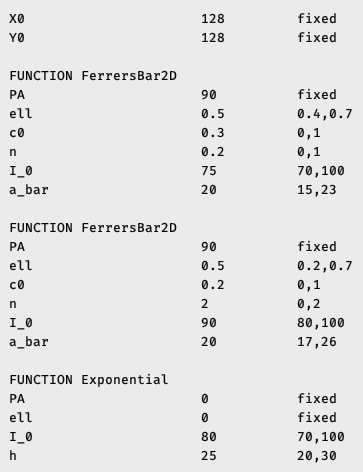 X0 128 fixed
Y0 128 fixed
FUNCTION FerrersBar2D
PA 90 fixed
ell 0.5 0.4,0.7
c0 0.3 0,1
n 0.2 0,1
I_0 75 70,100
a_bar 20 15,23
FUNCTION FerrersBar2D
PA 90 fixed
ell 0.5 0.2,0.7
c0 0.2 0,1
n 2 0,2
I_0 90 80,100
a_bar 20 17,26
FUNCTION Exponential
PA 0 fixed
ell 0 fixed
I_0 80 70,100
h 25 20,30